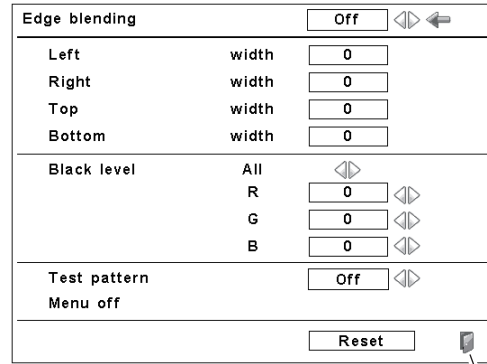 Edge blending Off
Left width 0
Right width 0
Top width 0
Bottom width 0
Black level All
R 0
G 0
B 0
Test pattern Off
Menu off
Reset